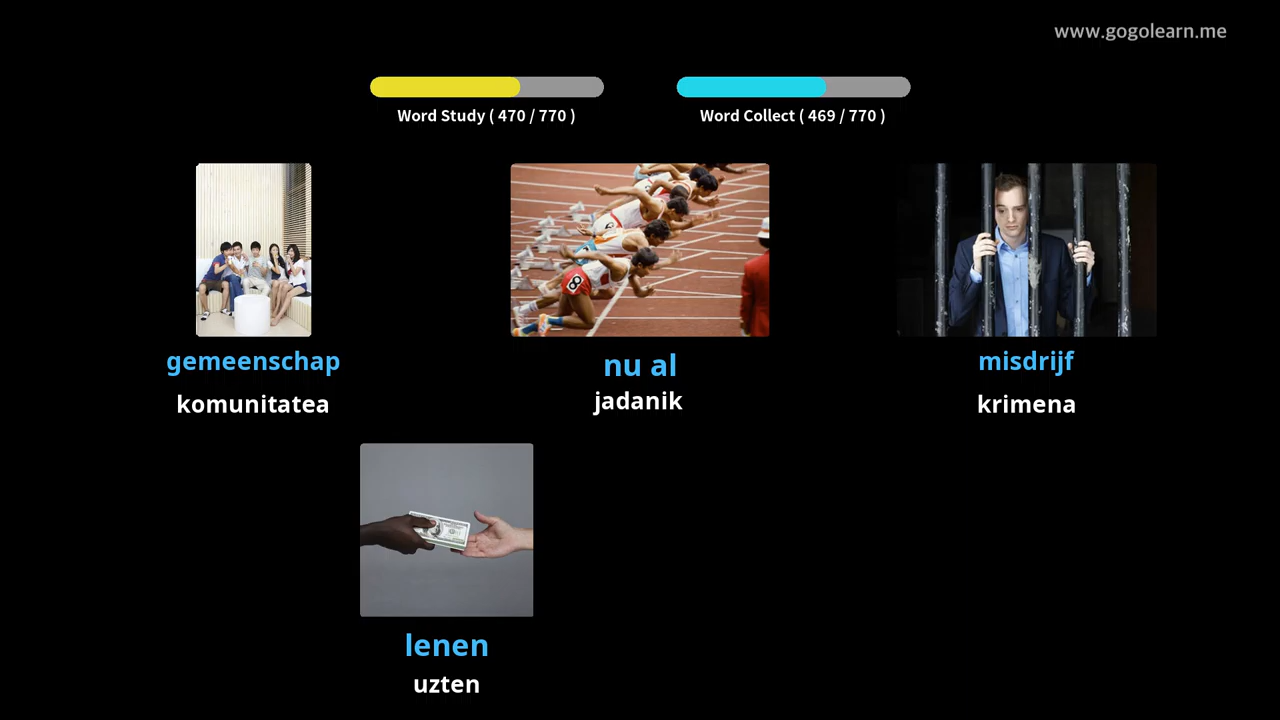 www.gogolearn.me
Word Study ( 470 / 770 )
Word Collect ( 469 / 770 )
gemeenschap
komunitatea
nu al
jadanik
misdrijf
krimena
lenen
uzten